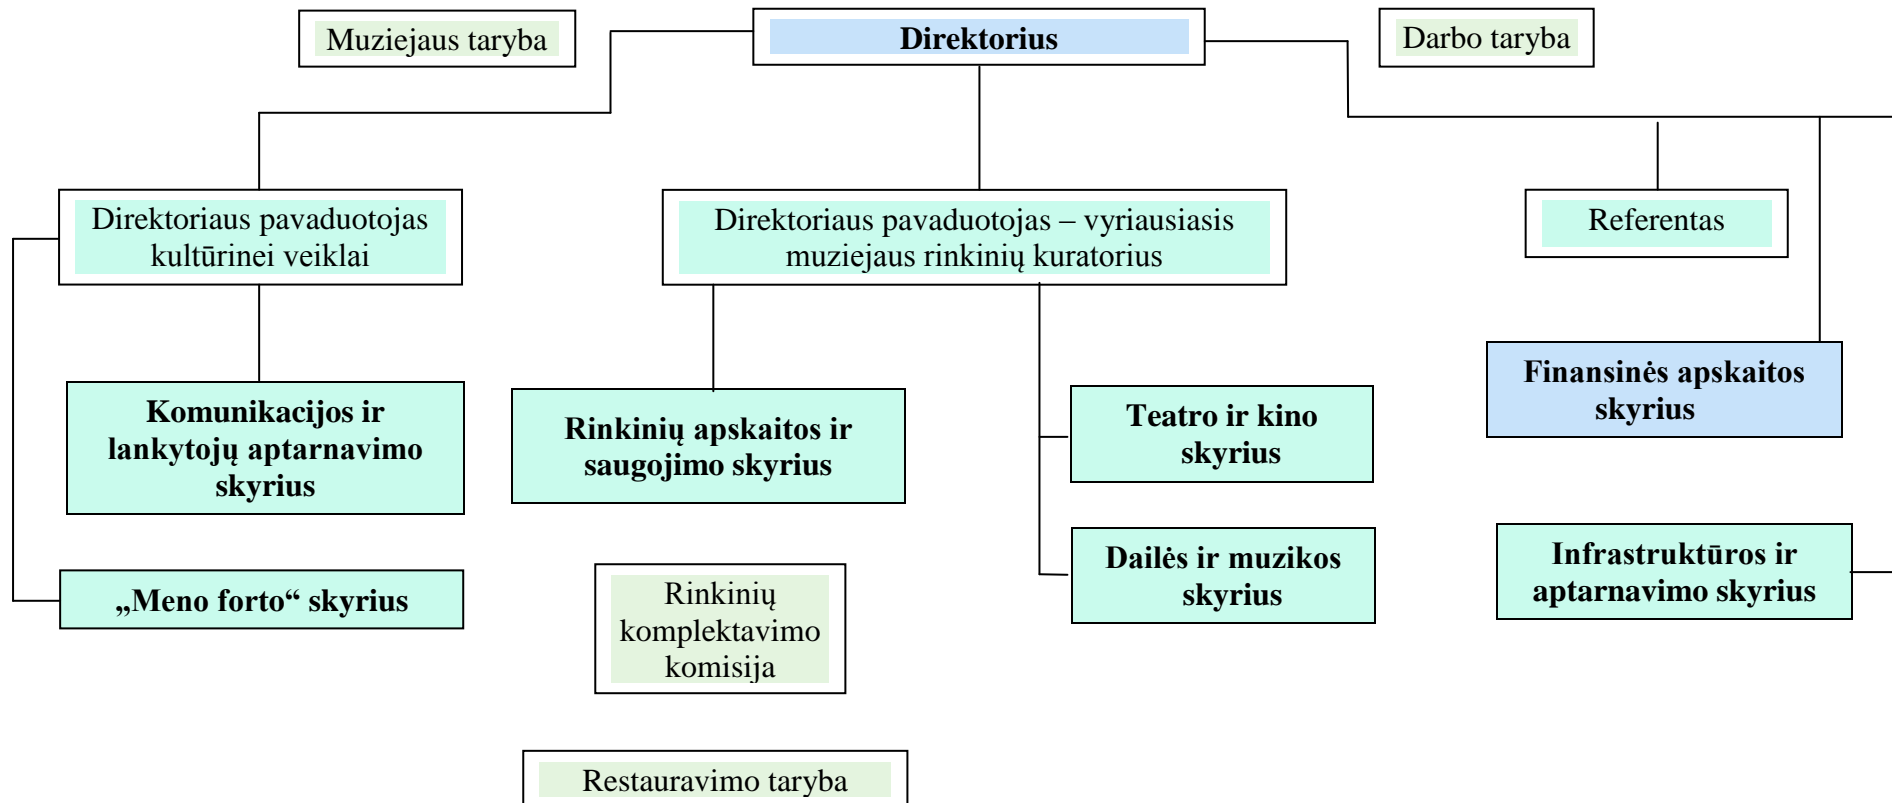 Muziejaus taryba
Direktorius
Darbo taryba
Direktoriaus pavaduotojas
kultūrinei veiklai
Direktoriaus pavaduotojas – vyriausiasis
muziejaus rinkinių kuratorius
Referentas
Komunikacijos ir
lankytojų aptarnavimo
skyrius
Rinkinių apskaitos ir
saugojimo skyrius
Teatro ir kino
skyrius
Finansinės apskaitos
skyrius
„Meno forto“ skyrius
Rinkinių
komplektavimo
komisija
Dailės ir muzikos
skyrius
Infrastruktūros ir
aptarnavimo skyrius
Restauravimo taryba